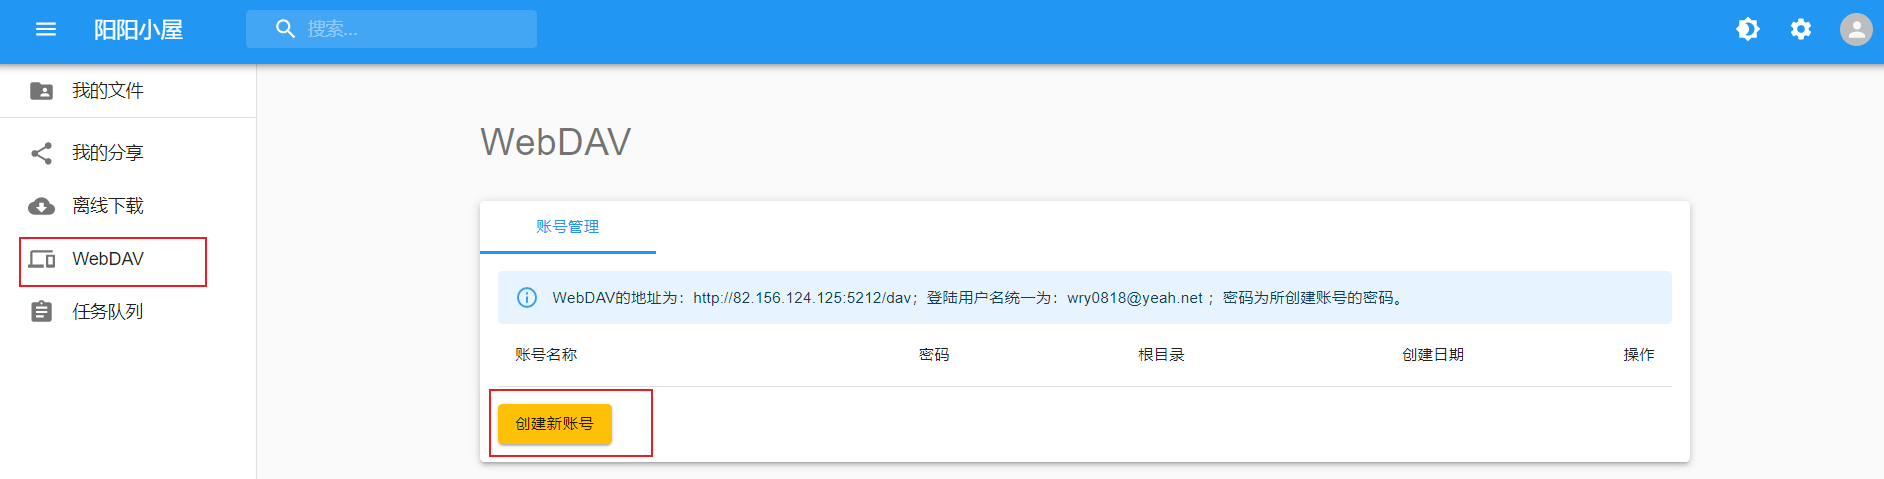 阳阳小屋
搜索...
我的文件
我的分享
离线下载
WebDAV
任务队列
WebDAV
账号管理
WebDAV的地址为：http://82.156.124.125:5212/dav；登陆用户名统一为：wry0818@yeah.net ；密码为所创建账号的密码。
账号名称 密码 根目录 创建日期 操作
创建新账号